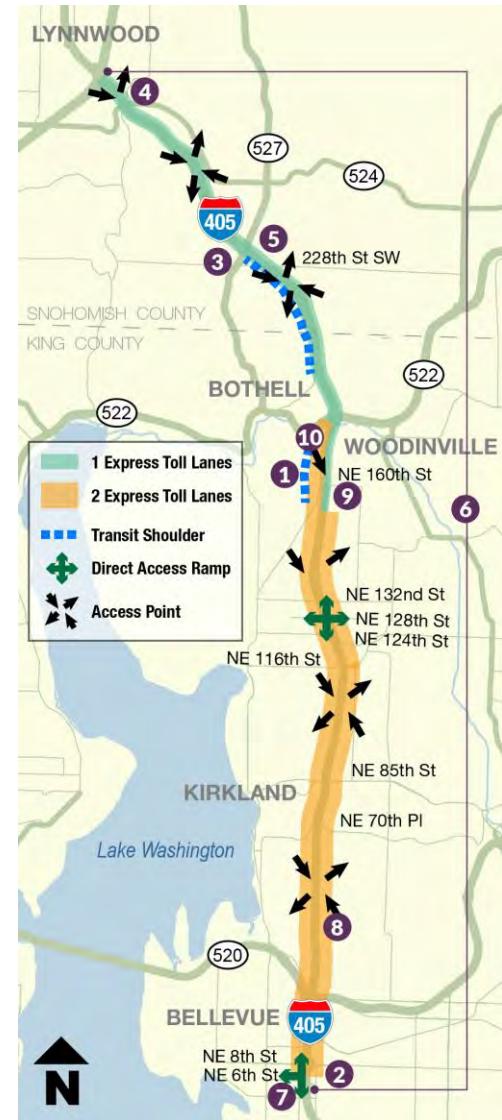 LYNNWOOD
4
527
524
405
5
3
228th St SW
SNOHOMISH COUNTY
KING COUNTY
BOTHELL
522
522
10
WOODINVILLE
1 Express Toll Lanes
2 Express Toll Lanes
Transit Shoulder
Direct Access Ramp
Access Point
1
NE 160th St
9
6
NE 132nd St
NE 128th St
NE 124th St
NE 116th St
NE 85th St
KIRKLAND
NE 70th Pl
Lake Washington
8
520
BELLEVUE
405
NE 8th St
NE 6th St
2
7
N